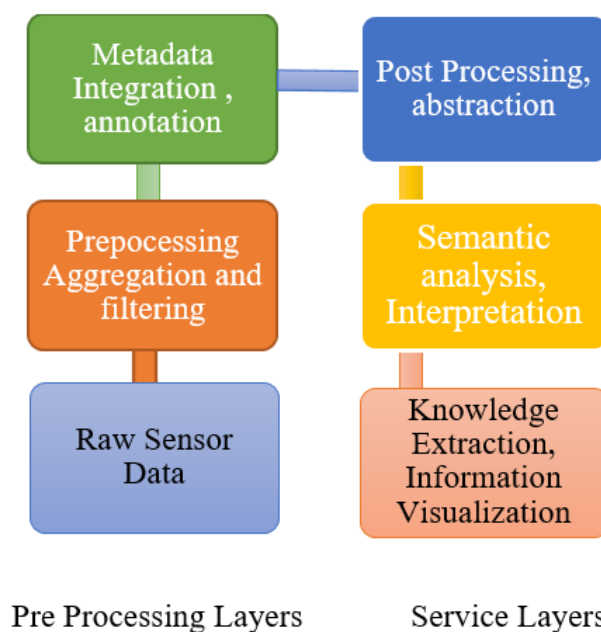 Metadata
Integration ,
annotation
Post Processing,
abstraction
Prepocessing
Aggregation and
filtering
Semantic
analysis,
Interpretation
Raw Sensor
Data
Knowledge
Extraction,
Information
Visualization
Pre Processing Layers
Service Layers